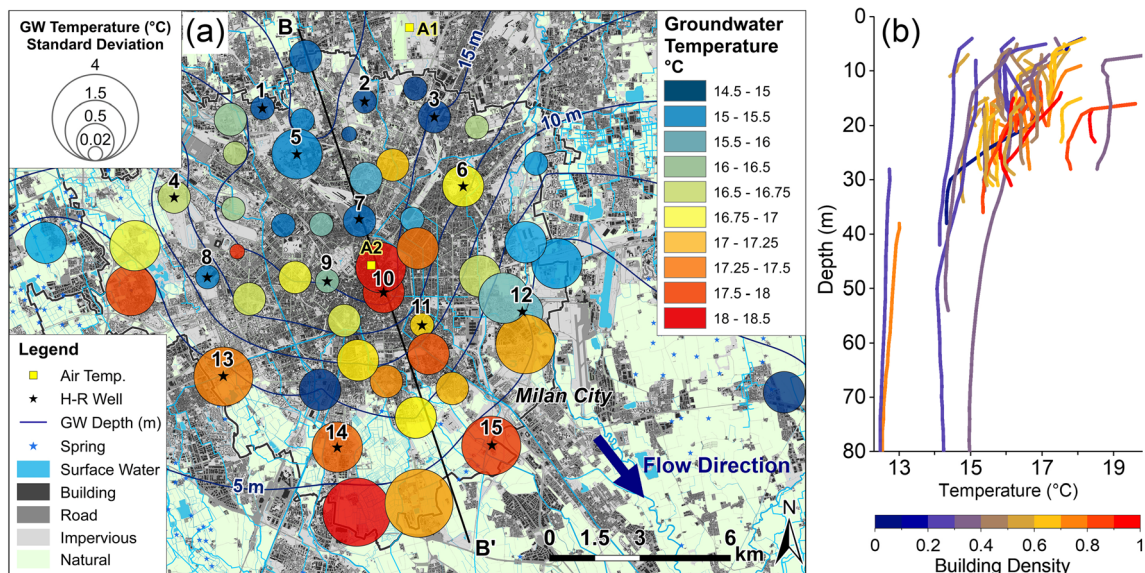 GW Temperature (°C)
Standard Deviation
4
1.5
0.5
0.02
(a)
B
A1
15 m
10 m
5 m
1
2
3
4
5
6
7
8
9
10
11
12
13
14
15
A2
Milan City
Flow Direction
B'
N
0 1.5 3 6
km
Groundwater
Temperature
°C
14.5 - 15
15 - 15.5
15.5 - 16
16 - 16.5
16.5 - 16.75
16.75 - 17
17 - 17.25
17.25 - 17.5
17.5 - 18
18 - 18.5
Legend
Air Temp.
H-R Well
GW Depth (m)
Spring
Surface Water
Building
Road
Impervious
Natural
(b)
Depth (m)
0
10
20
30
40
50
60
70
80
13 15 17 19
Temperature (°C)
0 0.2 0.4 0.6 0.8 1
Building Density